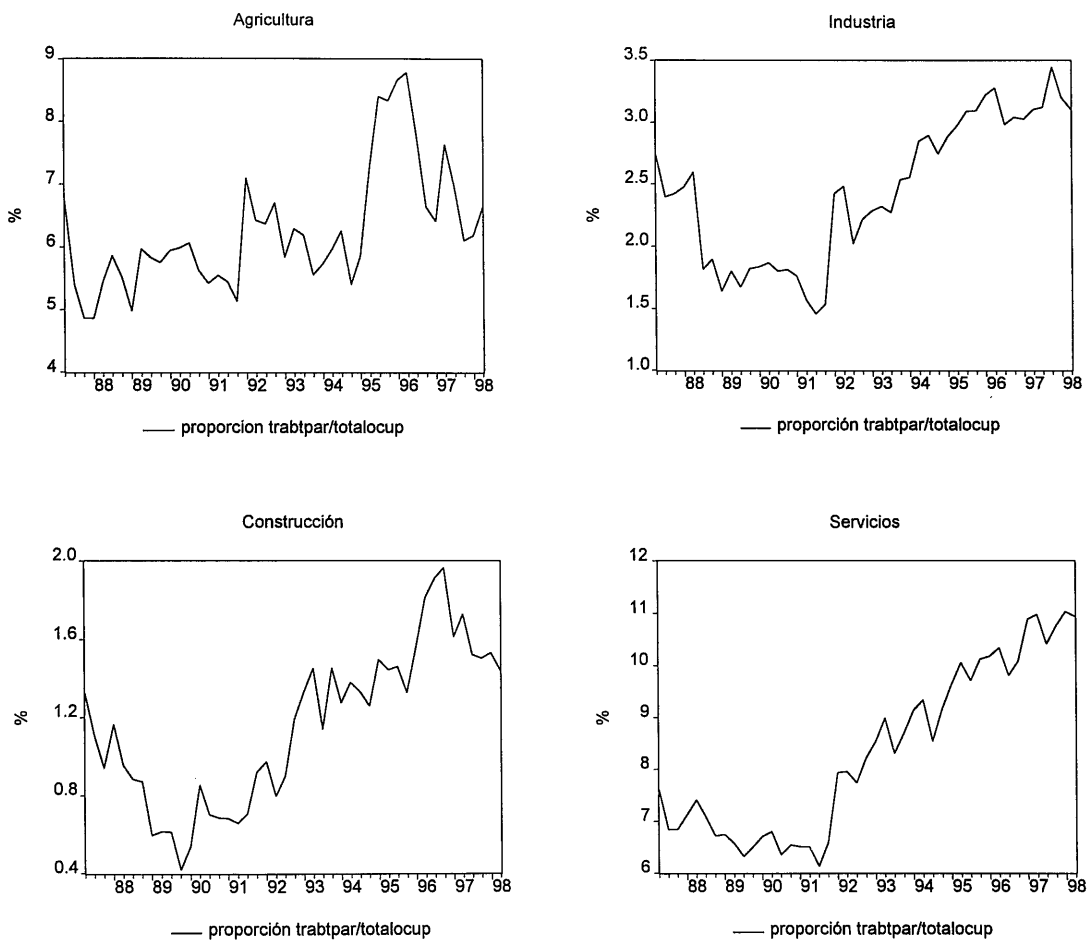 Agricultura
9
8
7
6
5
4
%
88 89 90 91 92 93 94 95 96 97 98
proporcion trabtpar/totalocup
Industria
3.5
3.0
2.5
2.0
1.5
1.0
%
88 89 90 91 92 93 94 95 96 97 98
proporción trabtpar/totalocup
Construcción
2.0
1.6
1.2
0.8
0.4
%
88 89 90 91 92 93 94 95 96 97 98
proporción trabtpar/totalocup
Servicios
12
11
10
9
8
7
6
%
88 89 90 91 92 93 94 95 96 97 98
proporción trabtpar/totalocup